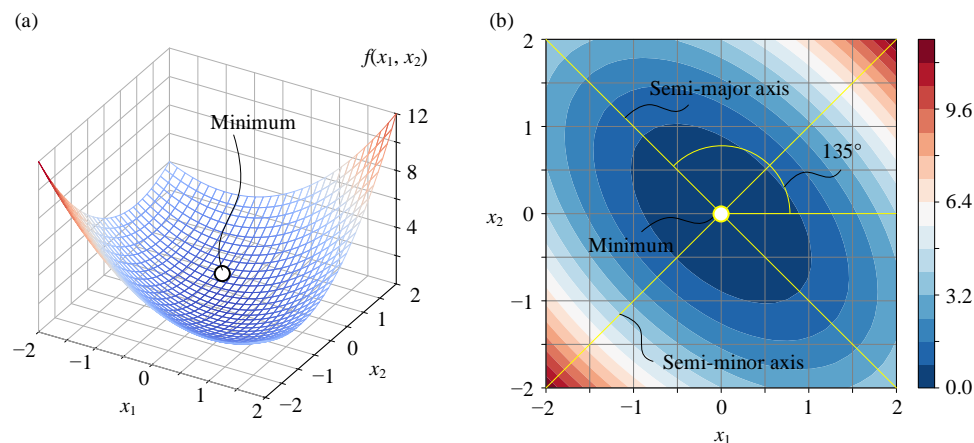 (a)
f(x₁, x₂)
Minimum
12
8
4
2
1
0
−1
−2
x₂
−2
−1
0
1
2
x₁
(b)
2
1
0
−1
−2
x₂
Semi-major axis
135°
Minimum
Semi-minor axis
−2
−1
0
1
2
x₁
9.6
6.4
3.2
0.0